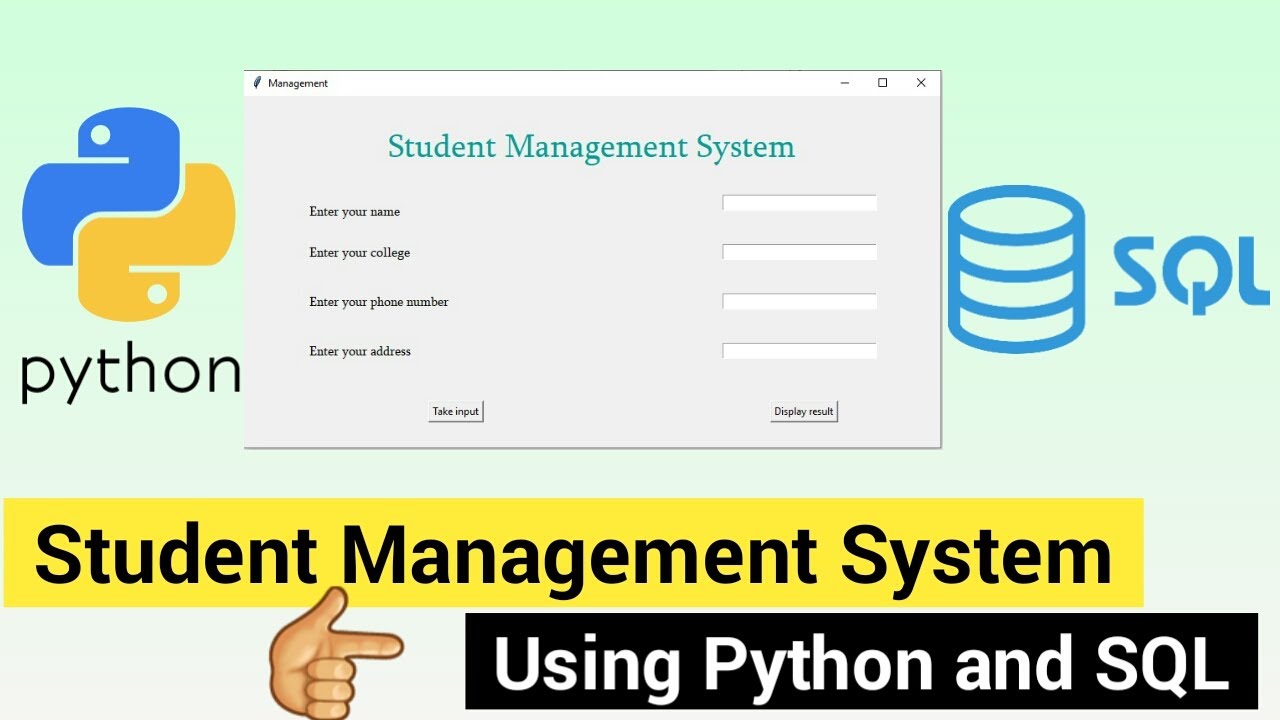 Management
Student Management System
Enter your name
Enter your college
Enter your phone number
Enter your address
Take input
Display result
python
SQL
Student Management System
Using Python and SQL